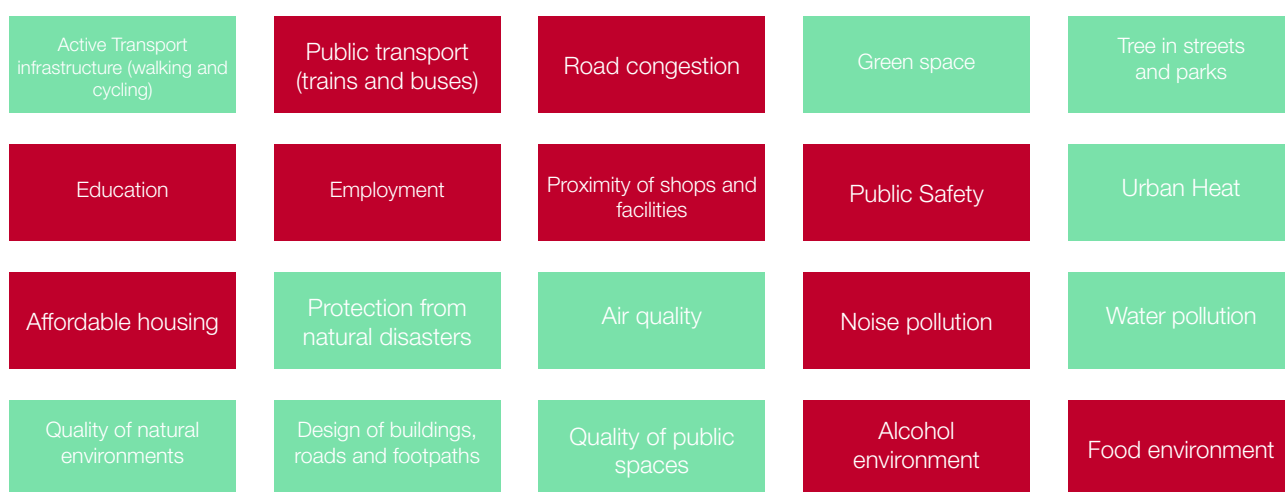 Active Transport
infrastructure (walking and
cycling)
Public transport
(trains and buses)
Road congestion
Green space
Tree in streets
and parks
Education
Employment
Proximity of shops and
facilities
Public Safety
Urban Heat
Affordable housing
Protection from
natural disasters
Air quality
Noise pollution
Water pollution
Quality of natural
environments
Design of buildings,
roads and footpaths
Quality of public
spaces
Alcohol
environment
Food environment